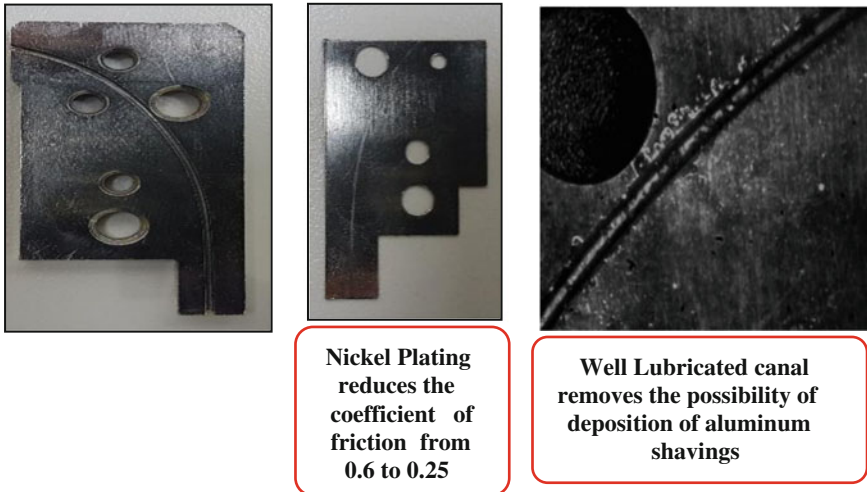 Nickel Plating
reduces the
coefficient of
friction from
0.6 to 0.25
Well Lubricated canal
removes the possibility of
deposition of aluminum
shavings